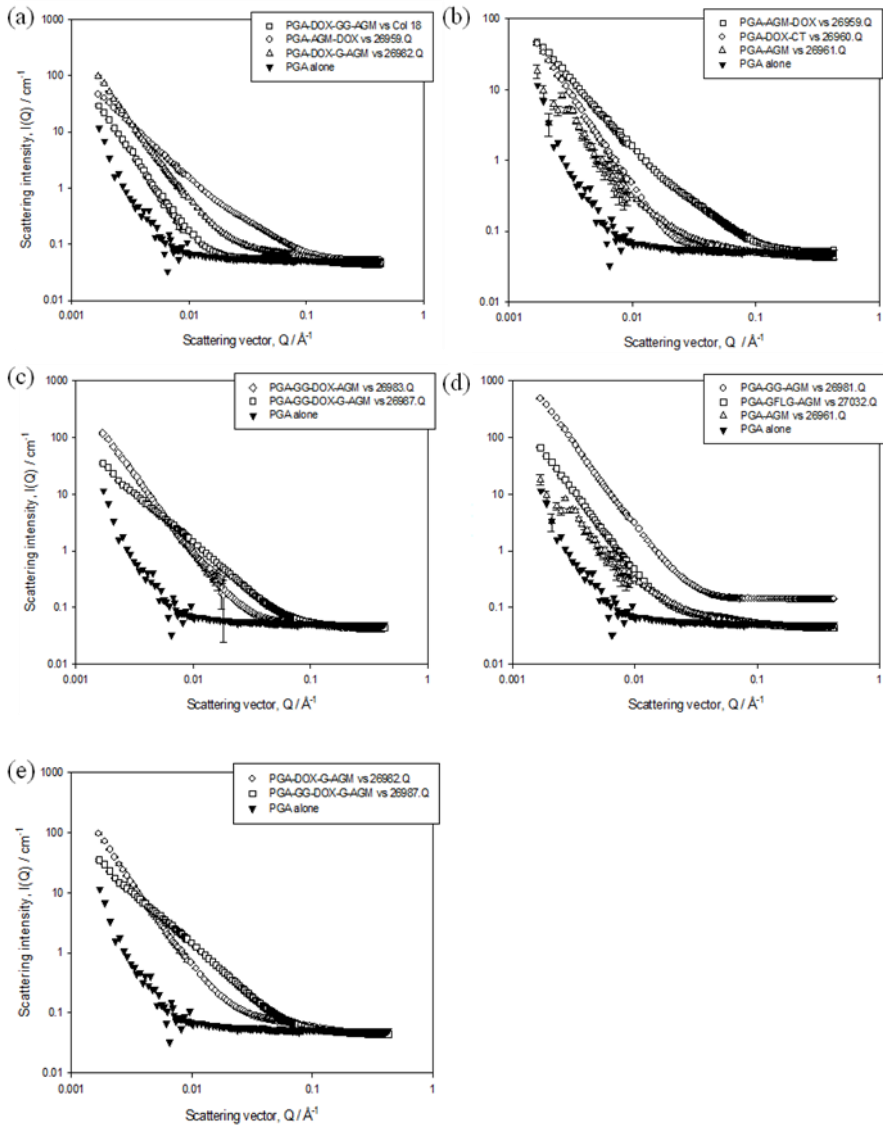 (a)
PGA-DOX-GG-AGM vs Col 18
PGA-AGM-DOX vs 26959.Q
PGA-DOX-G-AGM vs 26982.Q
PGA alone
1000
100
10
1
0.1
0.01
0.001
0.01
0.1
1
Scattering intensity, I(Q) / cm-1
Scattering vector, Q / Å-1
(b)
PGA-AGM-DOX vs 26959.Q
PGA-DOX-CT vs 26960.Q
PGA-AGM vs 26961.Q
PGA alone
100
10
1
0.1
0.01
0.001
0.01
0.1
1
Scattering intensity, I(Q) / cm-1
Scattering vector, Q / Å-1
(c)
PGA-GG-DOX-AGM vs 26983.Q
PGA-GG-DOX-G-AGM vs 26987.Q
PGA alone
1000
100
10
1
0.1
0.01
0.001
0.01
0.1
1
Scattering intensity, I(Q) / cm-1
Scattering vector, Q / Å-1
(d)
PGA-GG-AGM vs 26981.Q
PGA-GFLG-AGM vs 27032.Q
PGA-AGM vs 26961.Q
PGA alone
1000
100
10
1
0.1
0.01
0.001
0.01
0.1
1
Scattering intensity, I(Q) / cm-1
Scattering vector, Q / Å-1
(e)
PGA-DOX-G-AGM vs 26982.Q
PGA-GG-DOX-G-AGM vs 26987.Q
PGA alone
1000
100
10
1
0.1
0.01
0.001
0.01
0.1
1
Scattering intensity, I(Q) / cm-1
Scattering vector, Q / Å-1